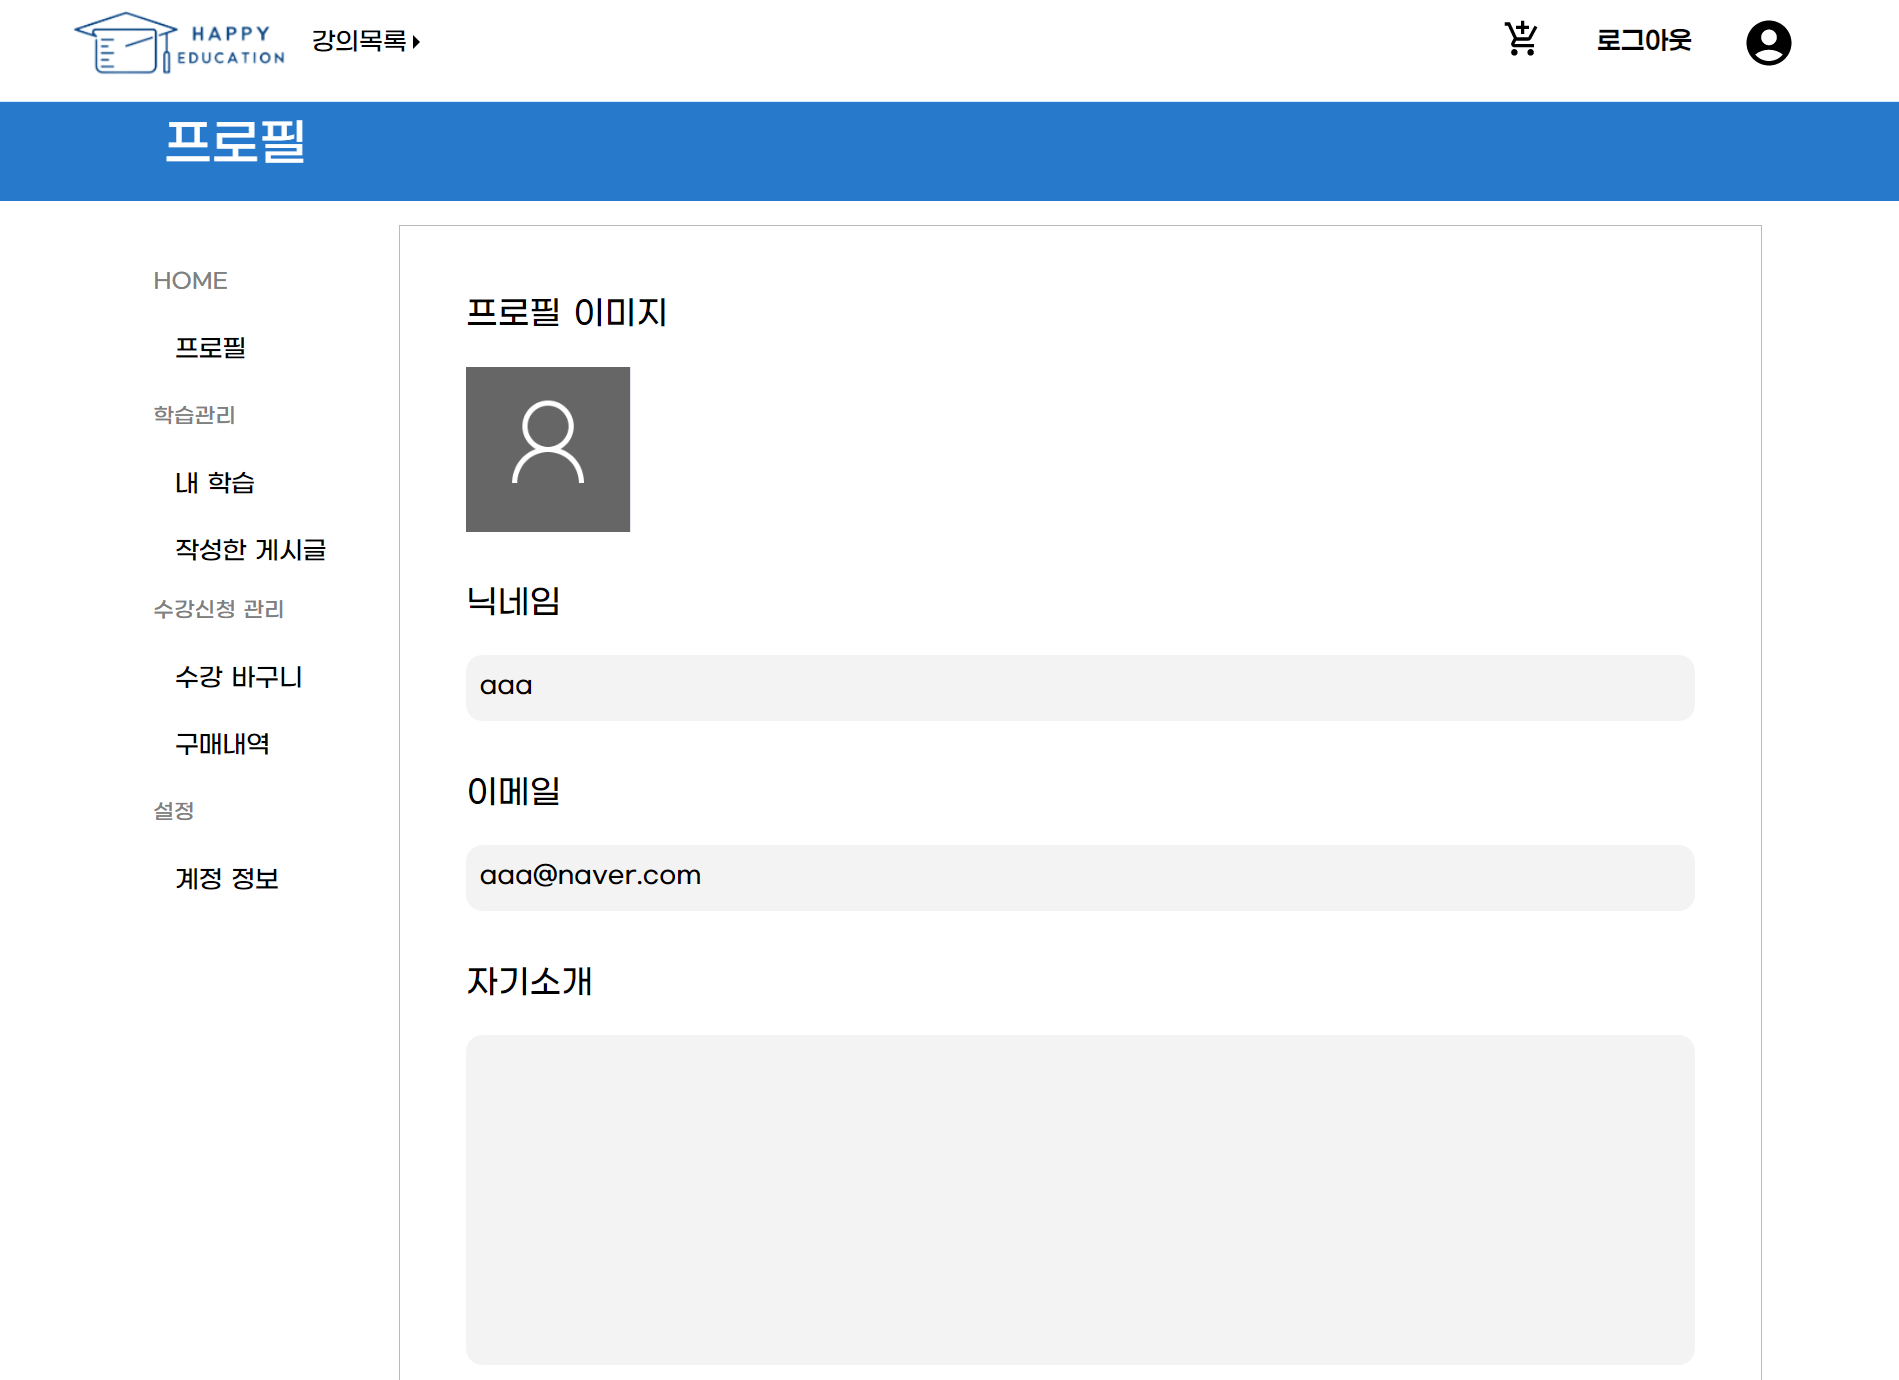 HAPPY
EDUCATION
강의목록
로그아웃
프로필
HOME
프로필
학습관리
내 학습
작성한 게시글
수강신청 관리
수강 바구니
구매내역
설정
계정 정보
프로필 이미지
닉네임
aaa
이메일
aaa@naver.com
자기소개